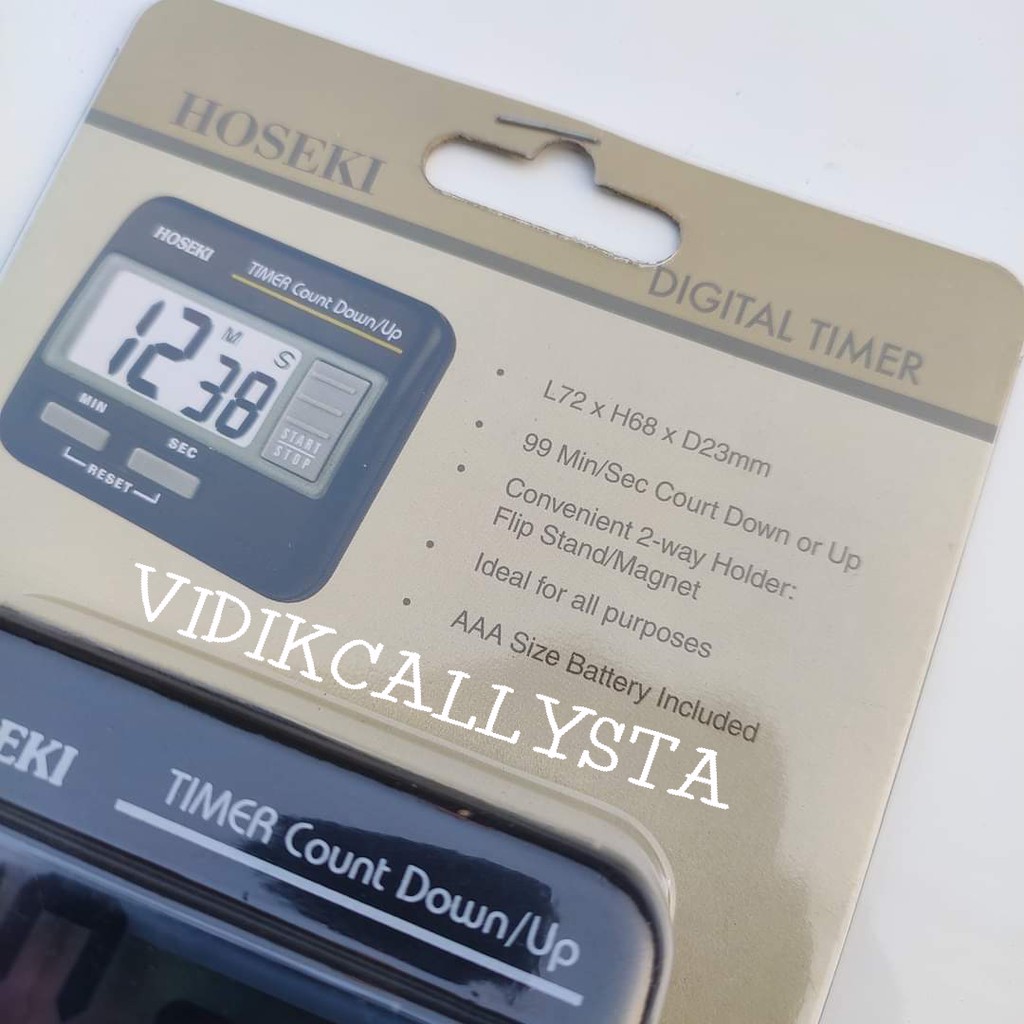 HOSEKI
DIGITAL TIMER
HOSEKI
TIMER Count Down/Up
M S
12 38
MIN
SEC
START
STOP
RESET
• L72 x H68 x D23mm
• 99 Min/Sec Court Down or Up
• Convenient 2-way Holder:
Flip Stand/Magnet
• Ideal for all purposes
• AAA Size Battery Included
VIDIKCALLYSTA
EKI
TIMER Count Down/Up